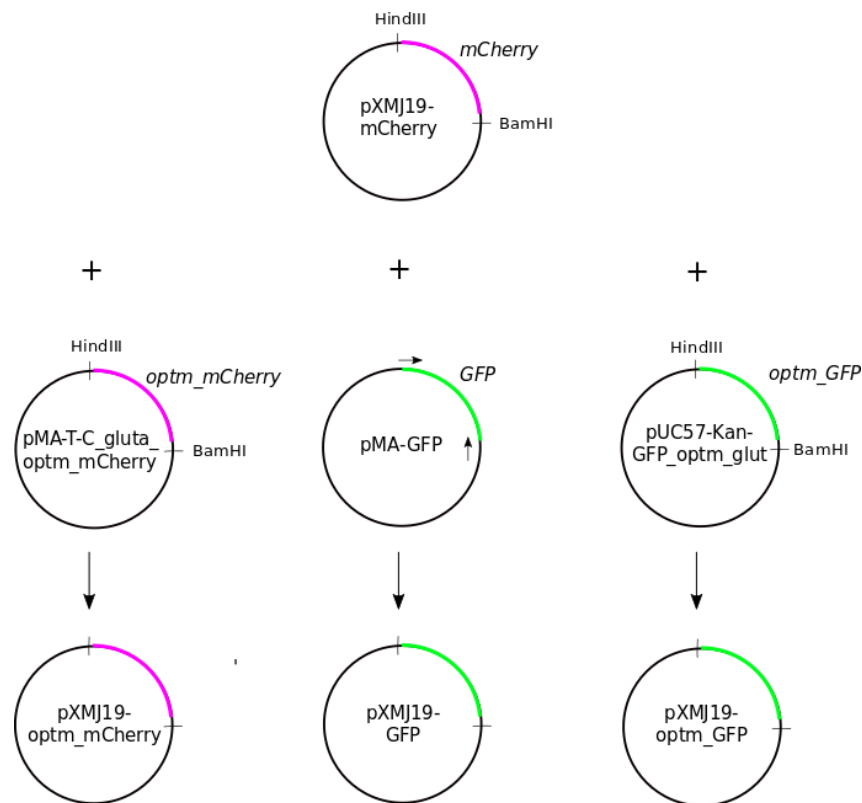 HindIII
mCherry
pXMJ19-
mCherry
BamHI
+ + +
HindIII
optm_mCherry
pMA-T-C_gluta_
optm_mCherry
BamHI
GFP
pMA-GFP
HindIII
optm_GFP
pUC57-Kan-
GFP_optm_glut
BamHI
pXMJ19-
optm_mCherry
'
pXMJ19-
GFP
pXMJ19-
optm_GFP